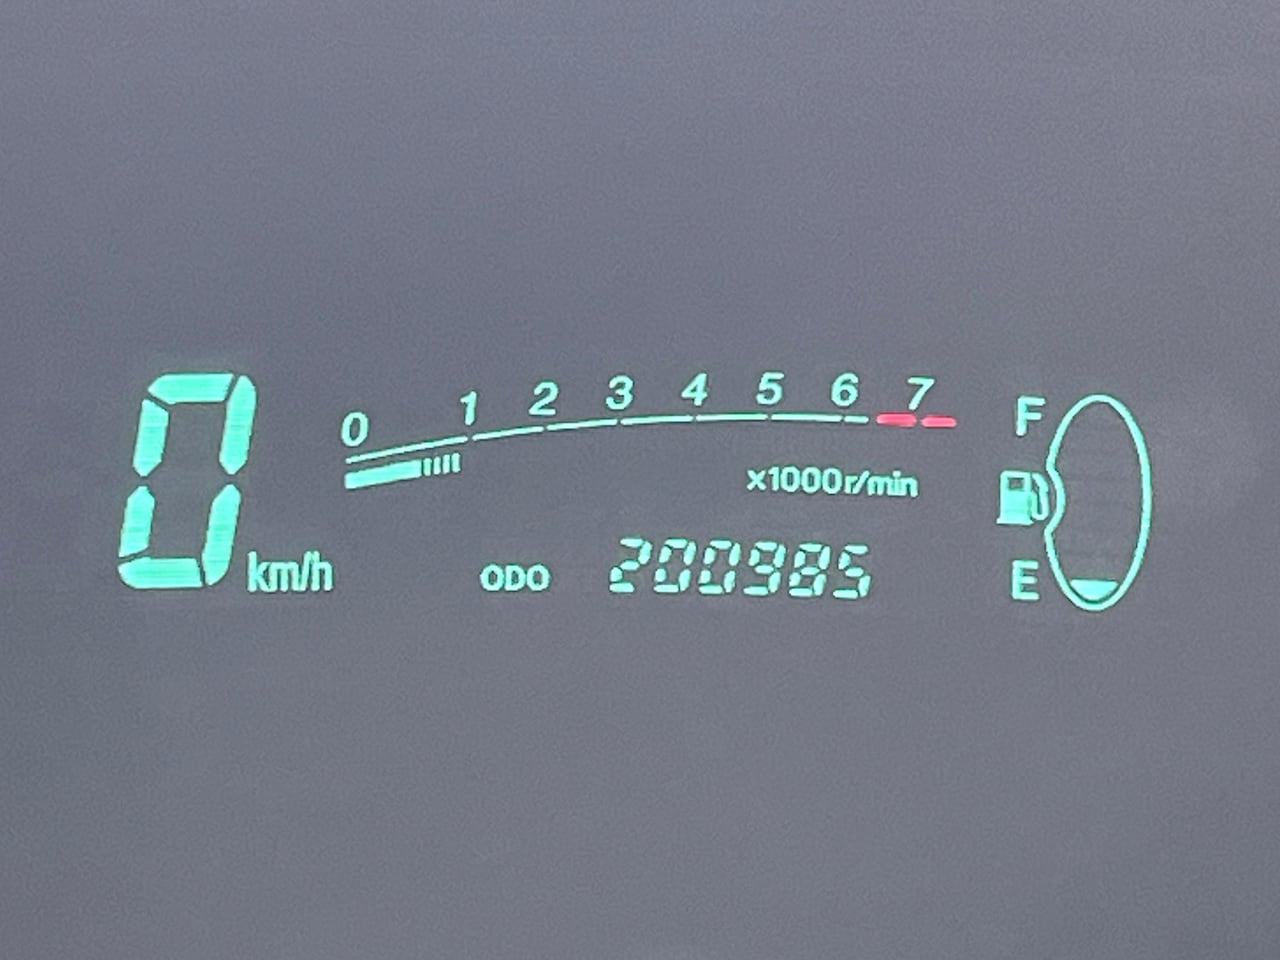 0 1 2 3 4 5 6 7
F
x1000r/min
0 km/h
ODO 200985
E